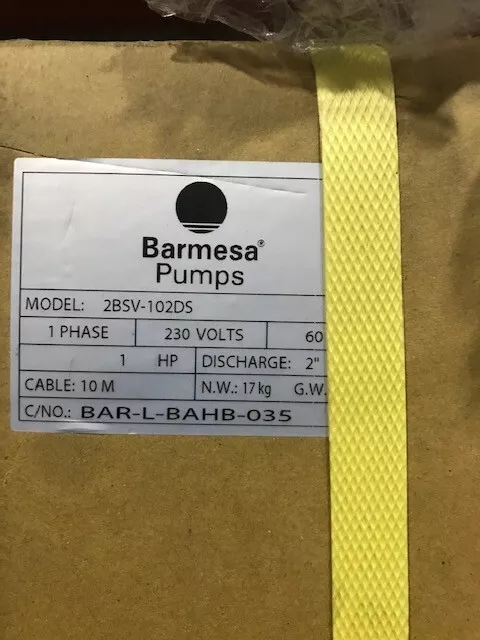 Barmesa®
Pumps
MODEL: 2BSV-102DS
1 PHASE 230 VOLTS 60
1 HP DISCHARGE: 2"
CABLE: 10 M N.W.: 17 kg G.W.
C/NO.: BAR-L-BAHB-035